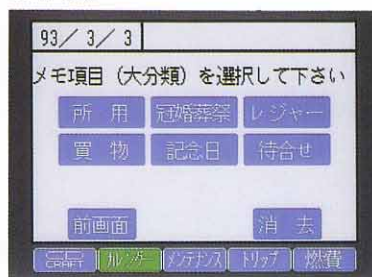 93／ 3／ 3
メモ項目（大分類）を選択して下さい
所 用 冠婚葬祭 レジャー
買 物 記念日 待合せ
前画面 消 去
カレンダー メンテナンス トリップ 燃費